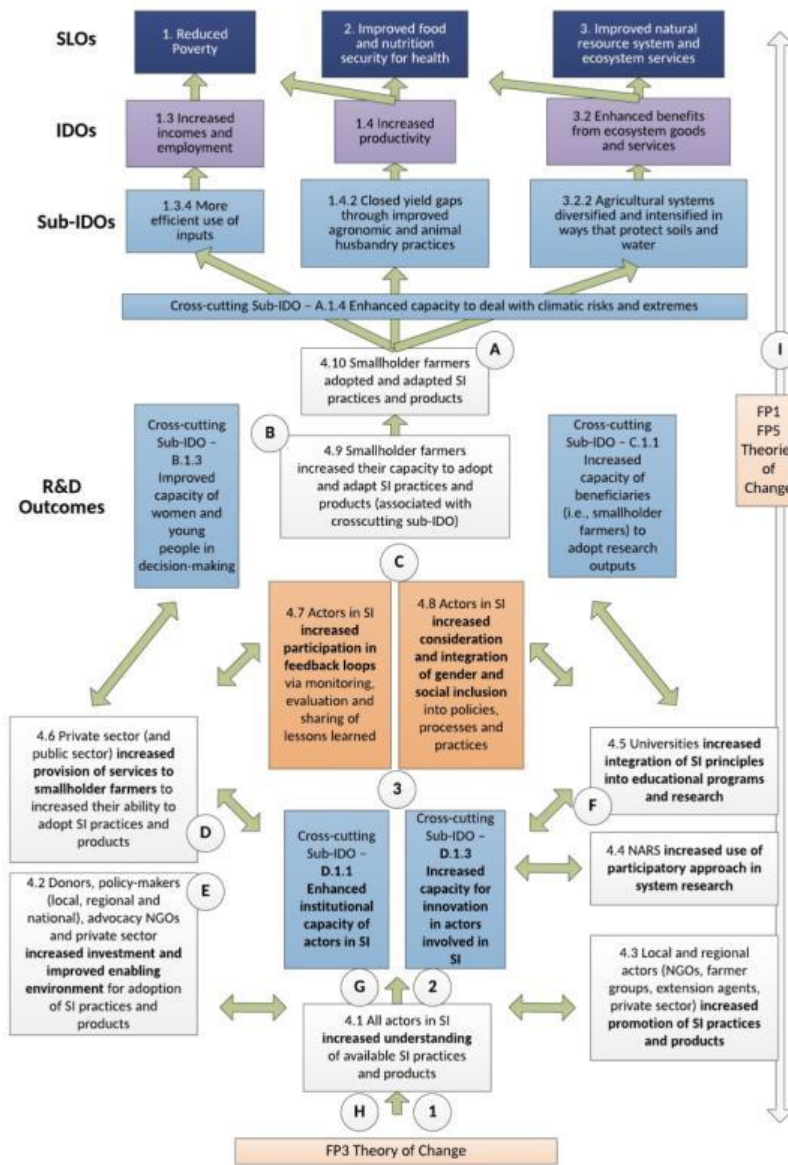 SLOs
1. Reduced
Poverty
2. Improved food
and nutrition
security for health
3. Improved natural
resource system and
ecosystem services
IDOs
1.3 Increased
incomes and
employment
1.4 Increased
productivity
3.2 Enhanced benefits
from ecosystem goods
and services
Sub-IDOs
1.3.4 More
efficient use of
inputs
1.4.2 Closed yield gaps
through improved
agronomic and animal
husbandry practices
3.2.2 Agricultural systems
diversified and intensified in
ways that protect soils and
water
Cross-cutting Sub-IDO – A.1.4 Enhanced capacity to deal with climatic risks and extremes
A
I
4.10 Smallholder farmers
adopted and adapted SI
practices and products
B
4.9 Smallholder farmers
increased their capacity to adopt
and adapt SI practices and
products (associated with
crosscutting sub-IDO)
R&D
Outcomes
Cross-cutting
Sub-IDO –
B.1.3
Improved
capacity of
women and
young
people in
decision-making
Cross-cutting
Sub-IDO – C.1.1
Increased
capacity of
beneficiaries
(i.e., smallholder
farmers) to
adopt research
outputs
FP1
FP5
Theories
of
Change
C
4.7 Actors in SI
increased
participation in
feedback loops
via monitoring,
evaluation and
sharing of
lessons learned
4.8 Actors in SI
increased
consideration
and integration
of gender and
social inclusion
into policies,
processes and
practices
4.6 Private sector (and
public sector) increased
provision of services to
smallholder farmers to
increased their ability to
adopt SI practices and
products
D
3
4.5 Universities increased
integration of SI principles
into educational programs
and research
F
Cross-cutting
Sub-IDO –
D.1.1
Enhanced
institutional
capacity of
actors in SI
Cross-cutting
Sub-IDO –
D.1.3
Increased
capacity for
innovation
in actors
involved in
SI
4.4 NARS increased use of
participatory approach in
system research
E
4.2 Donors, policy-makers
(local, regional and
national), advocacy NGOs
and private sector
increased investment and
improved enabling
environment for adoption
of SI practices and
products
4.3 Local and regional
actors (NGOs, farmer
groups, extension agents,
private sector) increased
promotion of SI practices
and products
G
2
4.1 All actors in SI
increased understanding
of available SI practices
and products
H
1
FP3 Theory of Change